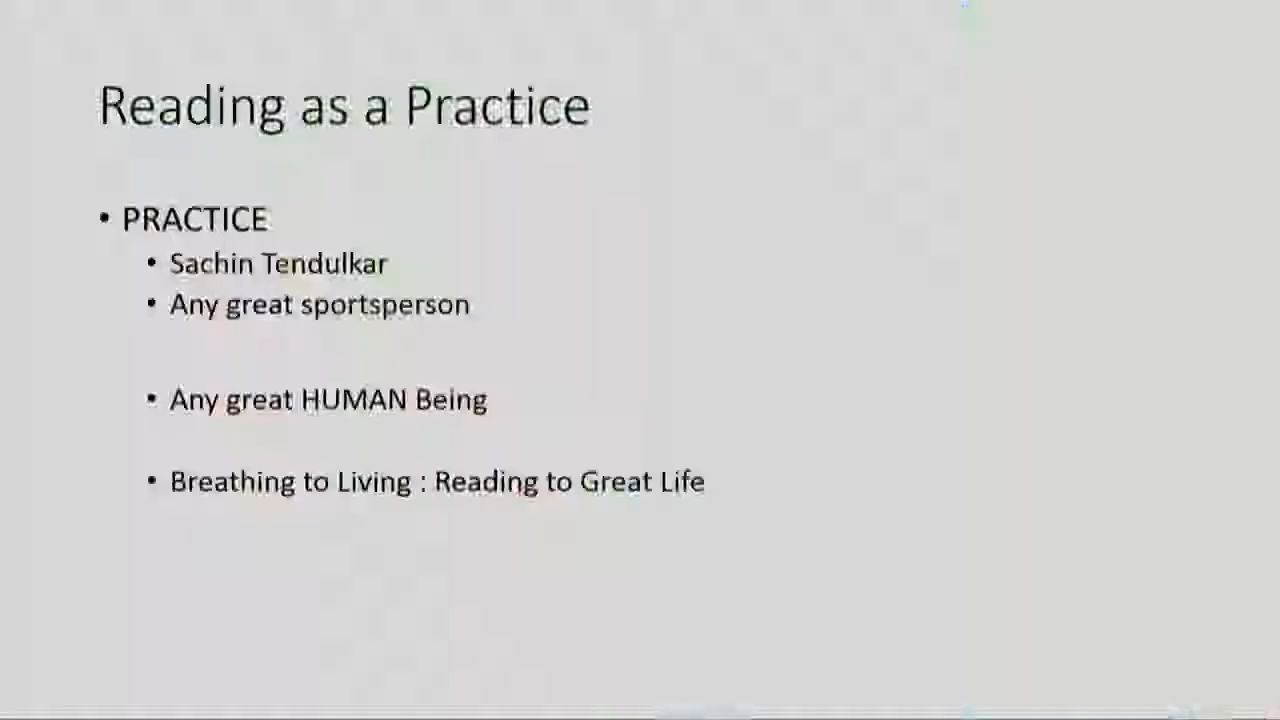 Reading as a Practice
• PRACTICE
• Sachin Tendulkar
• Any great sportsperson
• Any great HUMAN Being
• Breathing to Living : Reading to Great Life